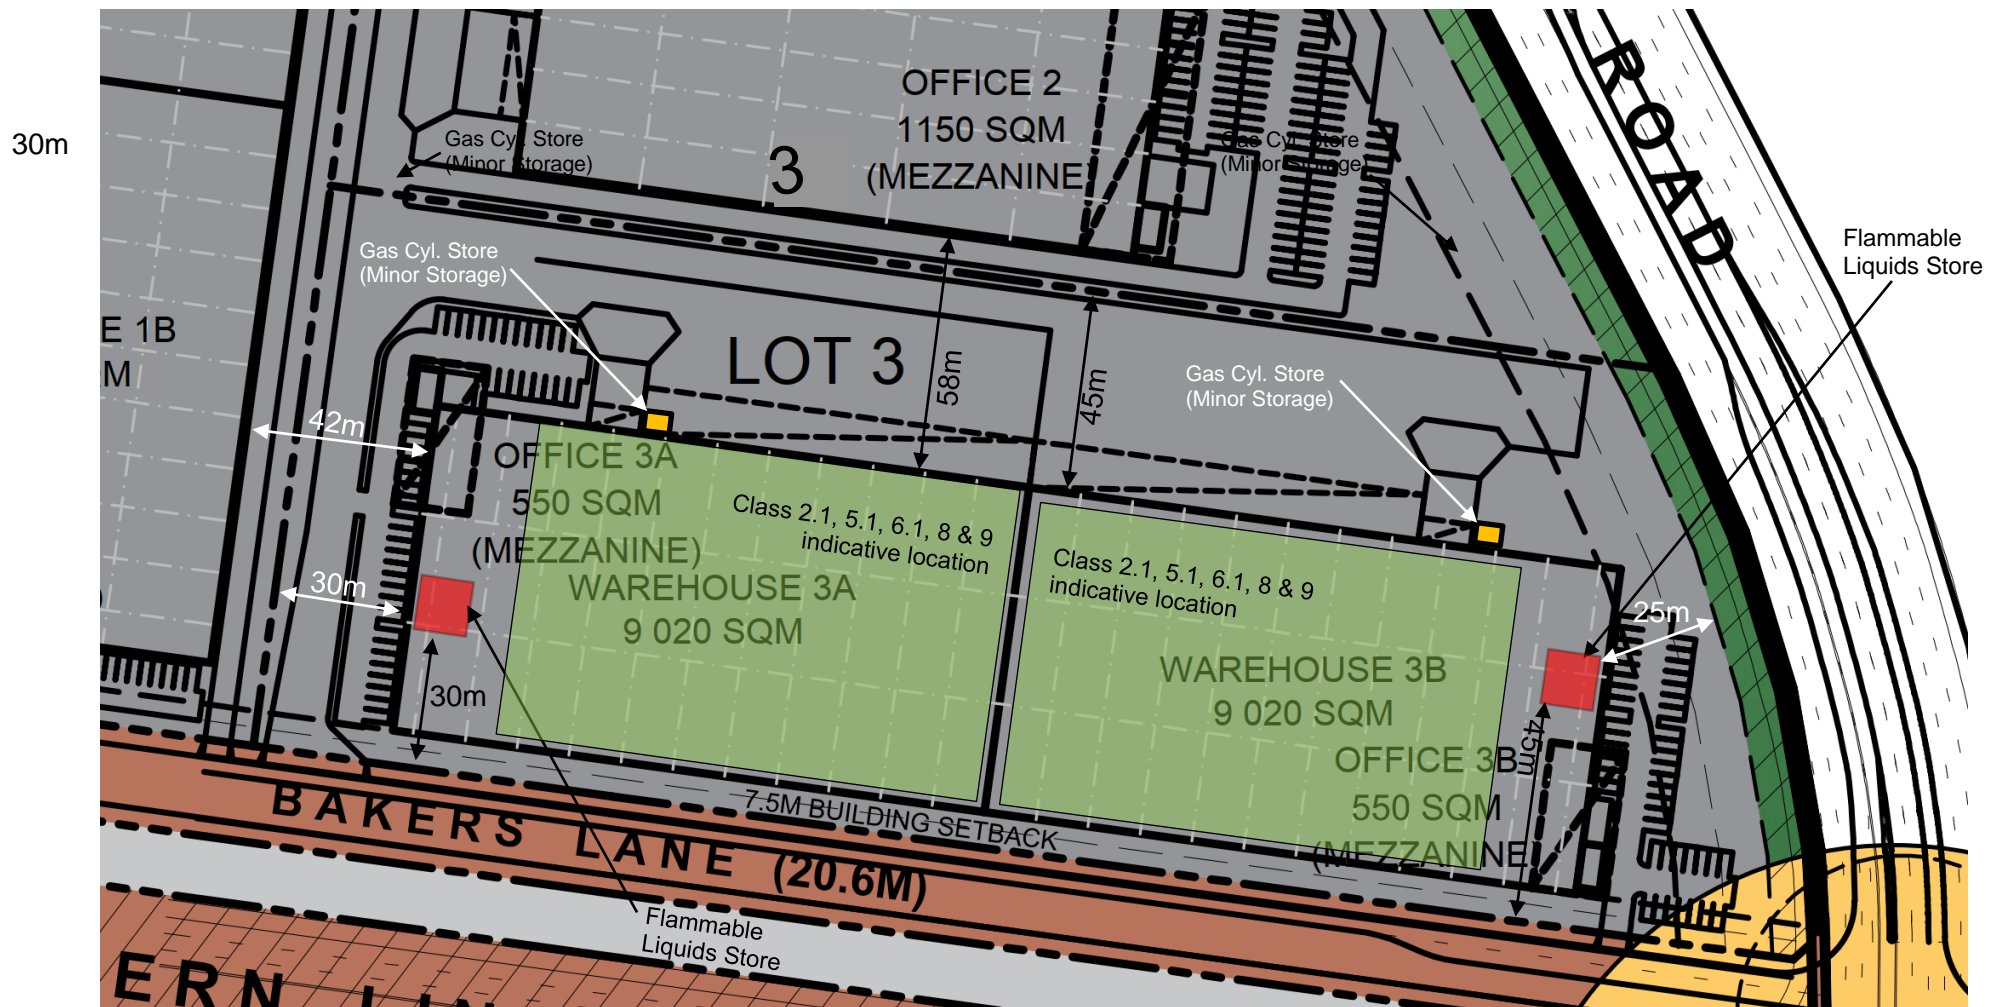 30m
OFFICE 2
1150 SQM
(MEZZANINE)
3
ROAD
Gas Cyl. Store
(Minor Storage)
Gas Cyl. Store
(Minor Storage)
Flammable
Liquids Store
Gas Cyl. Store
(Minor Storage)
E 1B
M
LOT 3
58m
45m
Gas Cyl. Store
(Minor Storage)
42m
OFFICE 3A
550 SQM
(MEZZANINE)
Class 2.1, 5.1, 6.1, 8 & 9
indicative location
Class 2.1, 5.1, 6.1, 8 & 9
indicative location
30m
WAREHOUSE 3A
9 020 SQM
25m
WAREHOUSE 3B
9 020 SQM
30m
45m
OFFICE 3B
550 SQM
(MEZZANINE
7.5M BUILDING SETBACK
BAKERS LANE (20.6M)
Flammable
Liquids Store
ERN LIN